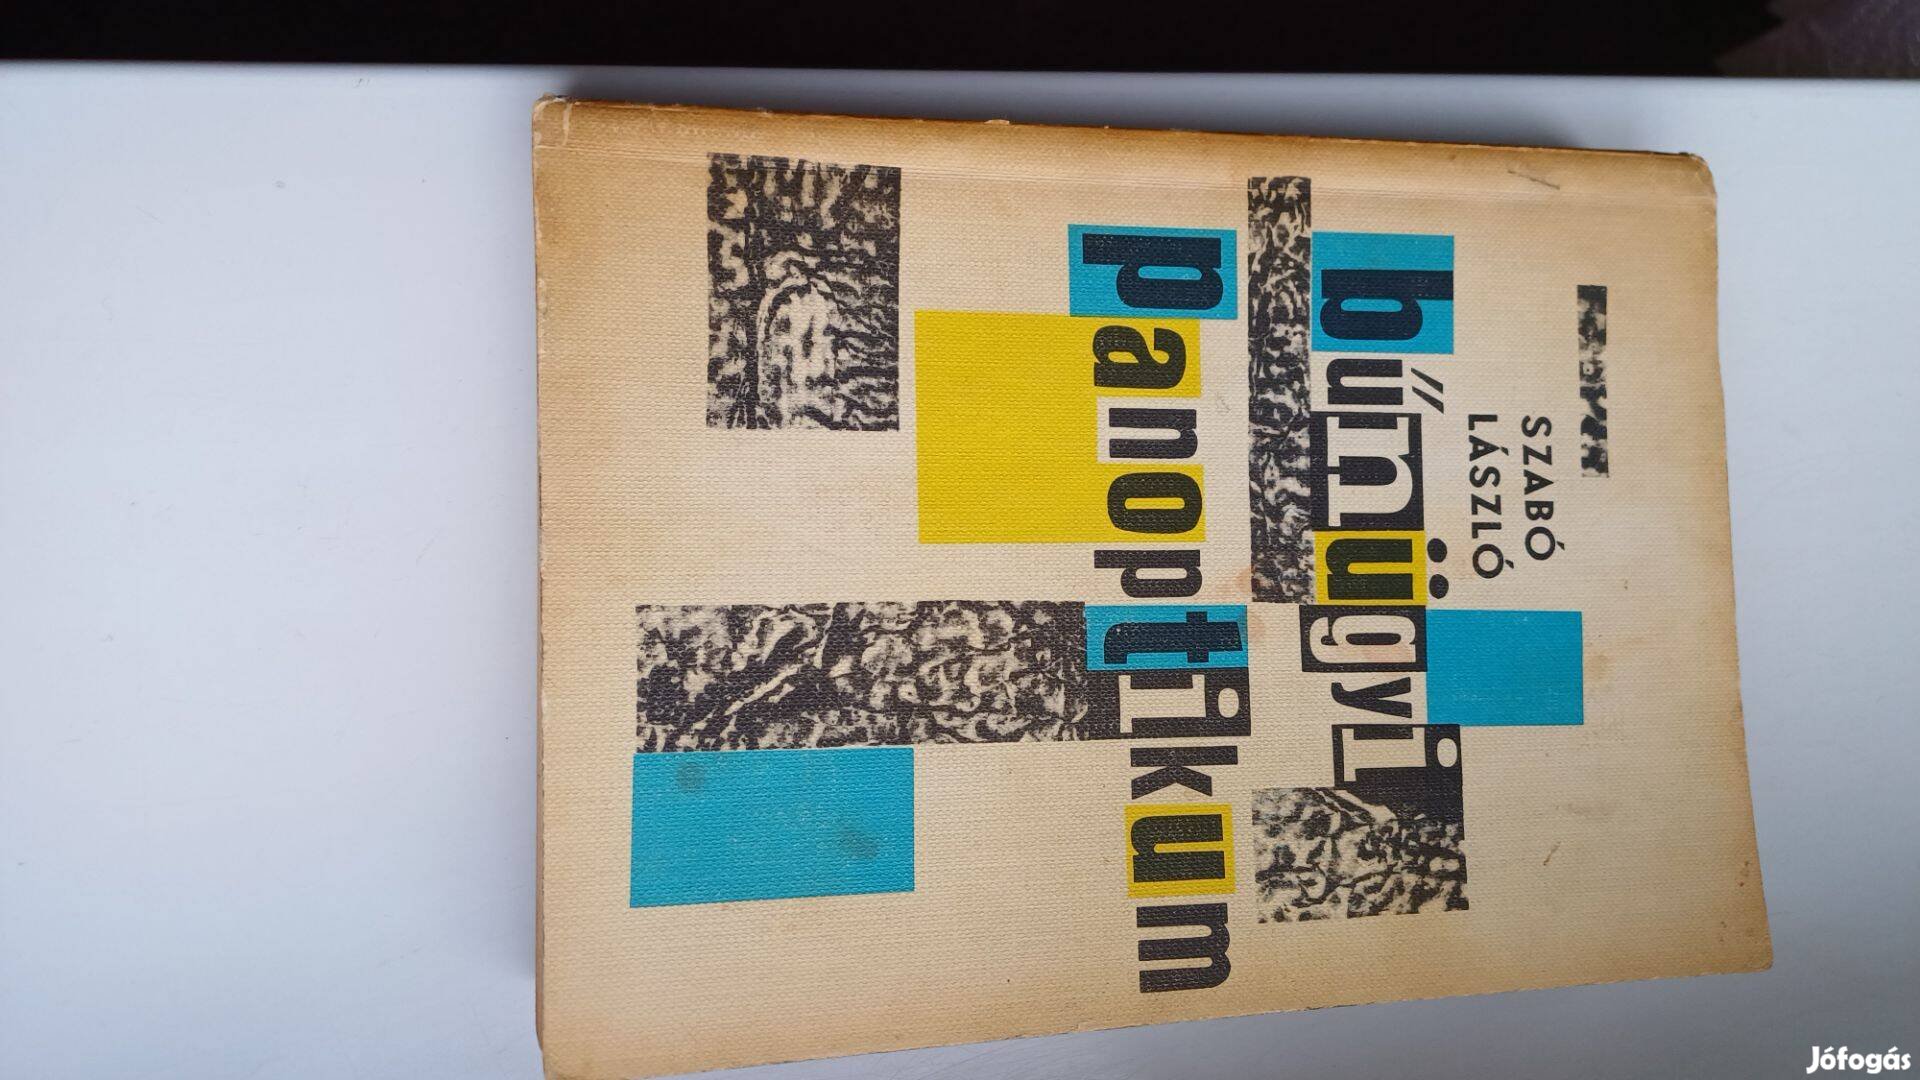 SZABÓ
LÁSZLÓ
bűnügyi
panoptikum
Jófogás